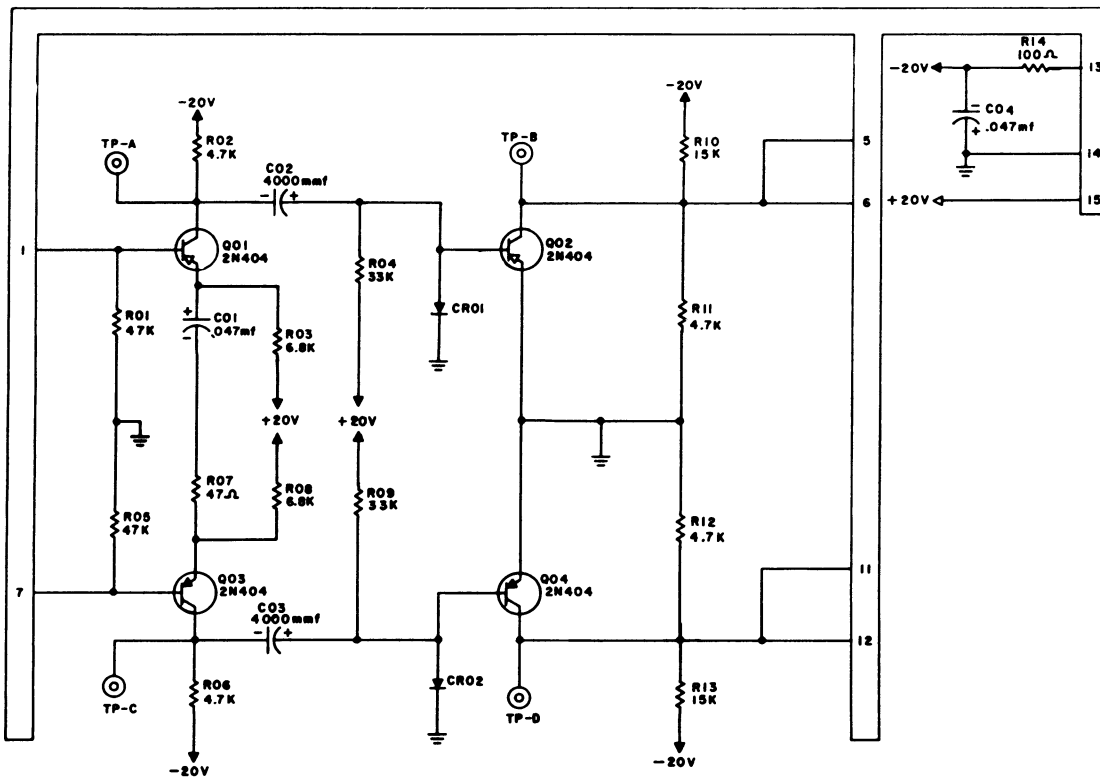 R14
100Ω
13
-20V
C04
.047mf
14
+20V
15
-20V
R02
4.7K
TP-A
C02
4000mmf
- +
TP-B
-20V
R10
15K
5
6
1
Q01
2N404
R04
33K
Q02
2N404
R01
47K
+
C01
.047mf
-
R03
6.8K
CR01
R11
4.7K
+20V
+20V
R07
47Ω
R08
6.8K
R09
33K
R05
47K
R12
4.7K
7
Q03
2N404
C03
4000mmf
- +
Q04
2N404
11
12
TP-C
R06
4.7K
CR02
TP-D
R13
15K
-20V
-20V
-
+